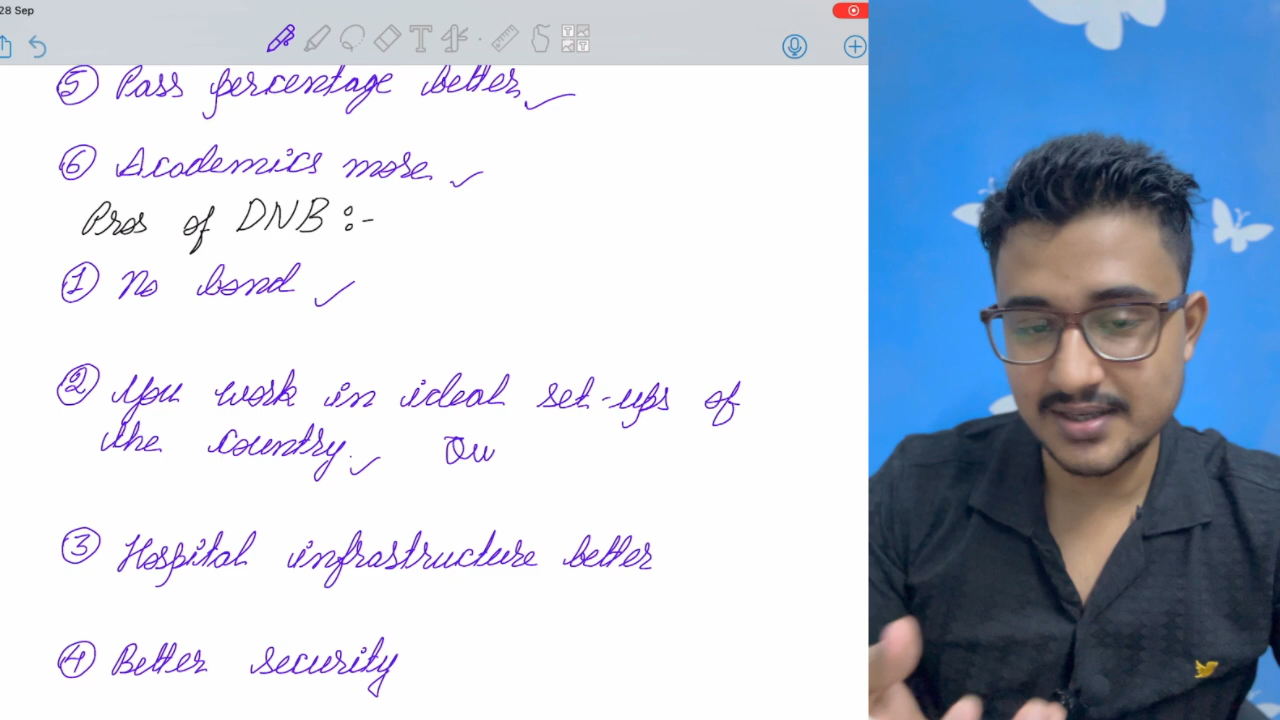 28 Sep
⑤ Pass percentage better
⑥ Academics more
Pros of DNB :-
① No bond
② You work in ideal set-ups of
the country.
③ Hospital infrastructure better
④ Better security